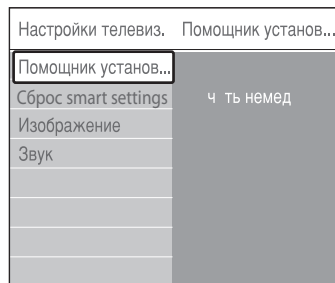 Настройки телевиз. Помощник установ...
Помощник установ...
Сброс smart settings
ч ть немед
Изображение
Звук